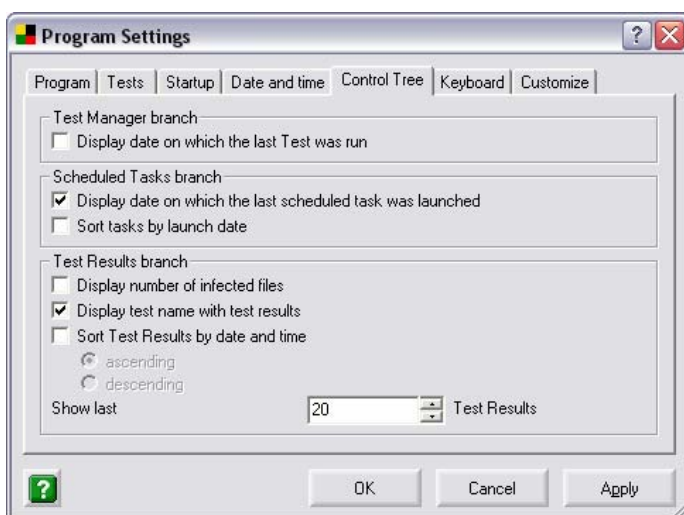 Program Settings
?
Program Tests Startup Date and time Control Tree Keyboard Customize
Test Manager branch
Display date on which the last Test was run
Scheduled Tasks branch
Display date on which the last scheduled task was launched
Sort tasks by launch date
Test Results branch
Display number of infected files
Display test name with test results
Sort Test Results by date and time
ascending
descending
Show last 20 Test Results
? OK Cancel Apply